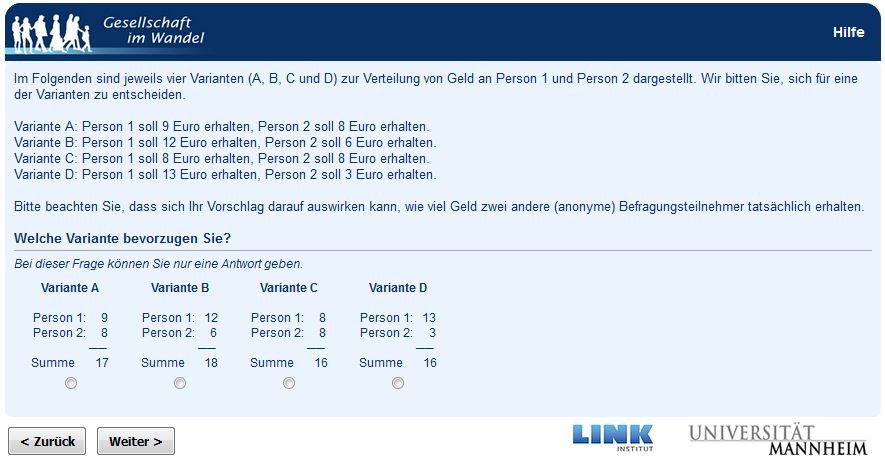 Gesellschaft
im Wandel
Hilfe
Im Folgenden sind jeweils vier Varianten (A, B, C und D) zur Verteilung von Geld an Person 1 und Person 2 dargestellt. Wir bitten Sie, sich für eine
der Varianten zu entscheiden.
Variante A: Person 1 soll 9 Euro erhalten, Person 2 soll 8 Euro erhalten.
Variante B: Person 1 soll 12 Euro erhalten, Person 2 soll 6 Euro erhalten.
Variante C: Person 1 soll 8 Euro erhalten, Person 2 soll 8 Euro erhalten.
Variante D: Person 1 soll 13 Euro erhalten, Person 2 soll 3 Euro erhalten.
Bitte beachten Sie, dass sich Ihr Vorschlag darauf auswirken kann, wie viel Geld zwei andere (anonyme) Befragungsteilnehmer tatsächlich erhalten.
Welche Variante bevorzugen Sie?
Bei dieser Frage können Sie nur eine Antwort geben.
Variante A Variante B Variante C Variante D
Person 1: 9 Person 1: 12 Person 1: 8 Person 1: 13
Person 2: 8 Person 2: 6 Person 2: 8 Person 2: 3
Summe 17 Summe 18 Summe 16 Summe 16
< Zurück Weiter >
LINK
INSTITUT
UNIVERSITÄT
MANNHEIM